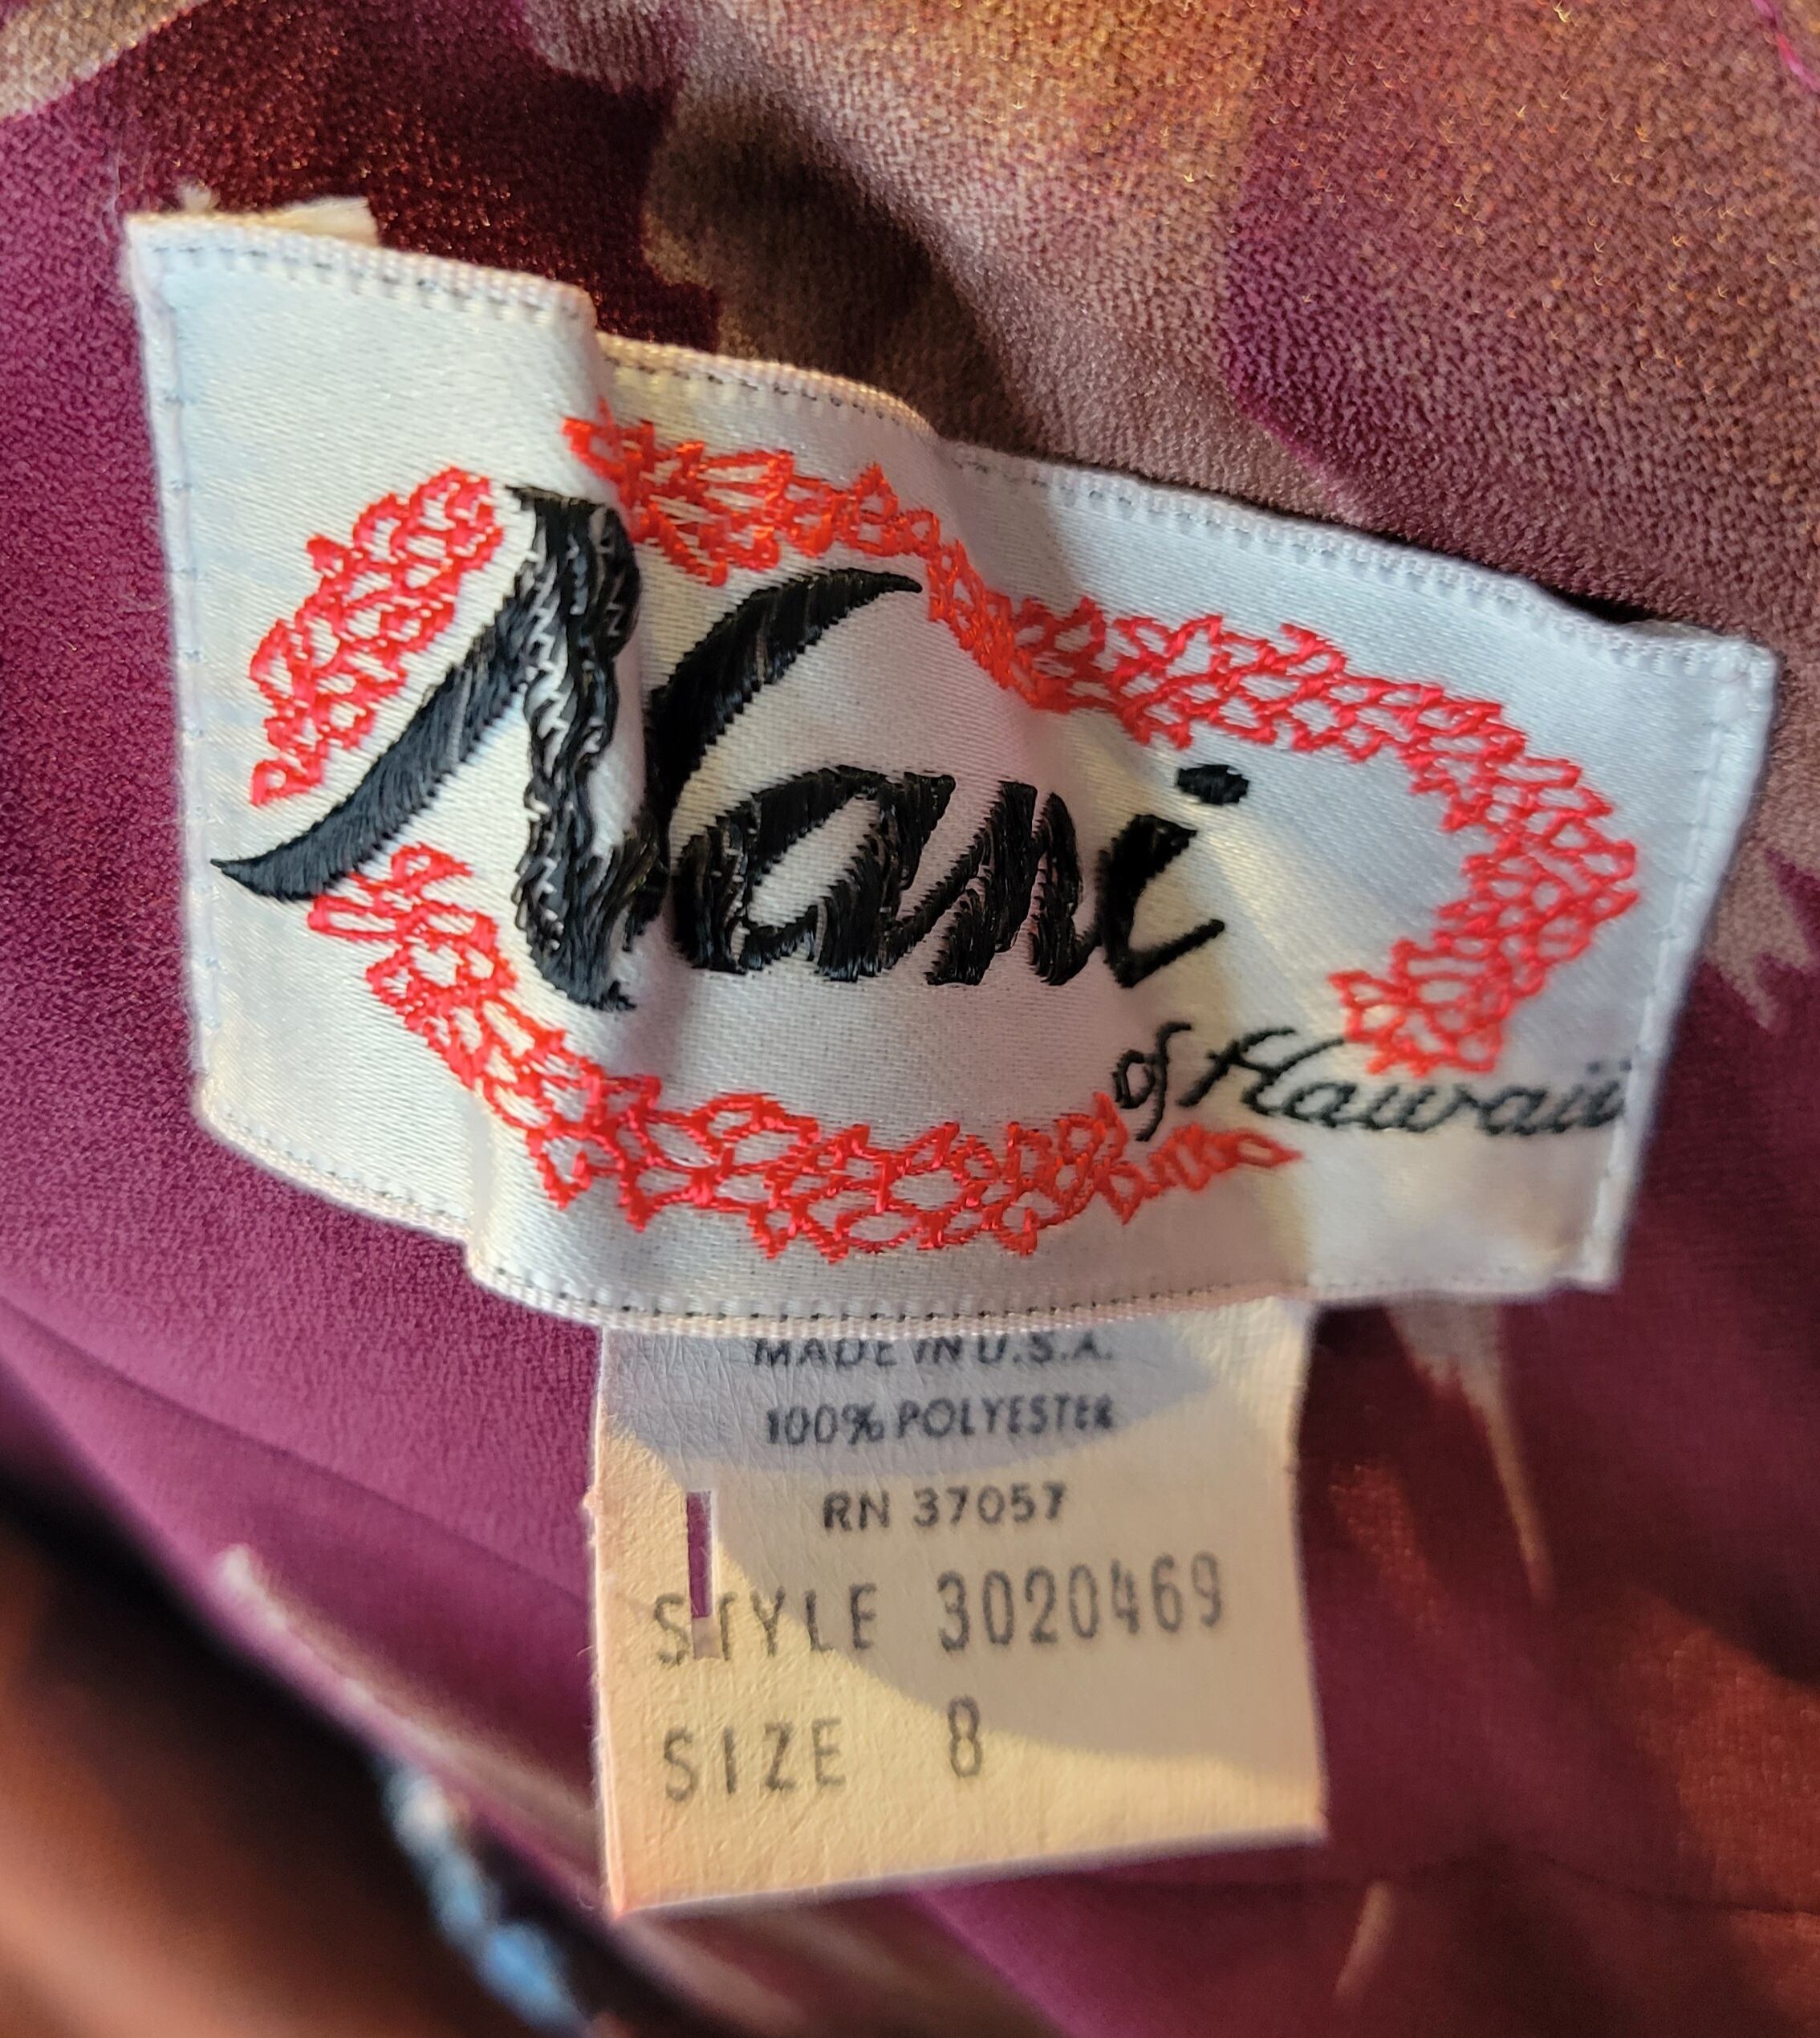 Nani
of Hawaii
MADE IN U.S.A.
100% POLYESTER
RN 37057
STYLE 3020469
SIZE 8